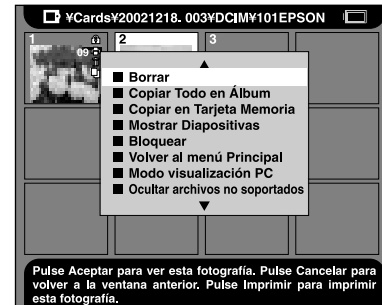 ¥Cards¥20021218. 003¥DCIM¥101EPSON
1 2 3
09
Borrar
Copiar Todo en Álbum
Copiar en Tarjeta Memoria
Mostrar Diapositivas
Bloquear
Volver al menú Principal
Modo visualización PC
Ocultar archivos no soportados
Pulse Aceptar para ver esta fotografía. Pulse Cancelar para
volver a la ventana anterior. Pulse Imprimir para imprimir
esta fotografía.